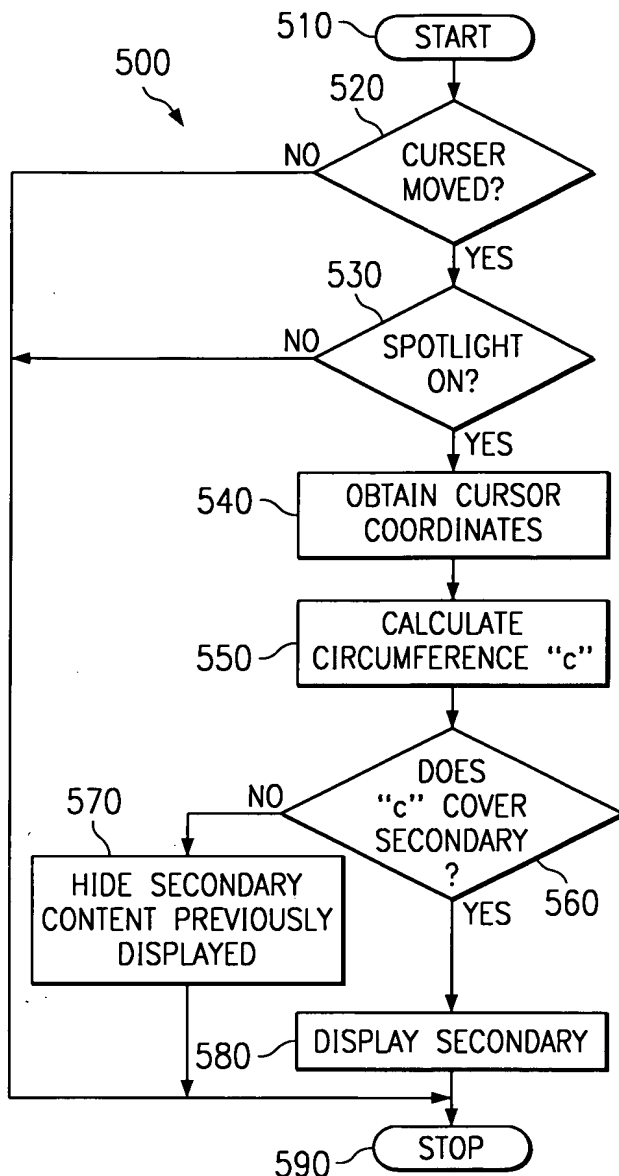 510
START
500
520
NO
CURSER
MOVED?
YES
530
NO
SPOTLIGHT
ON?
YES
540
OBTAIN CURSOR
COORDINATES
550
CALCULATE
CIRCUMFERENCE "c"
DOES
"c" COVER
SECONDARY
?
NO
560
YES
570
HIDE SECONDARY
CONTENT PREVIOUSLY
DISPLAYED
580
DISPLAY SECONDARY
590
STOP